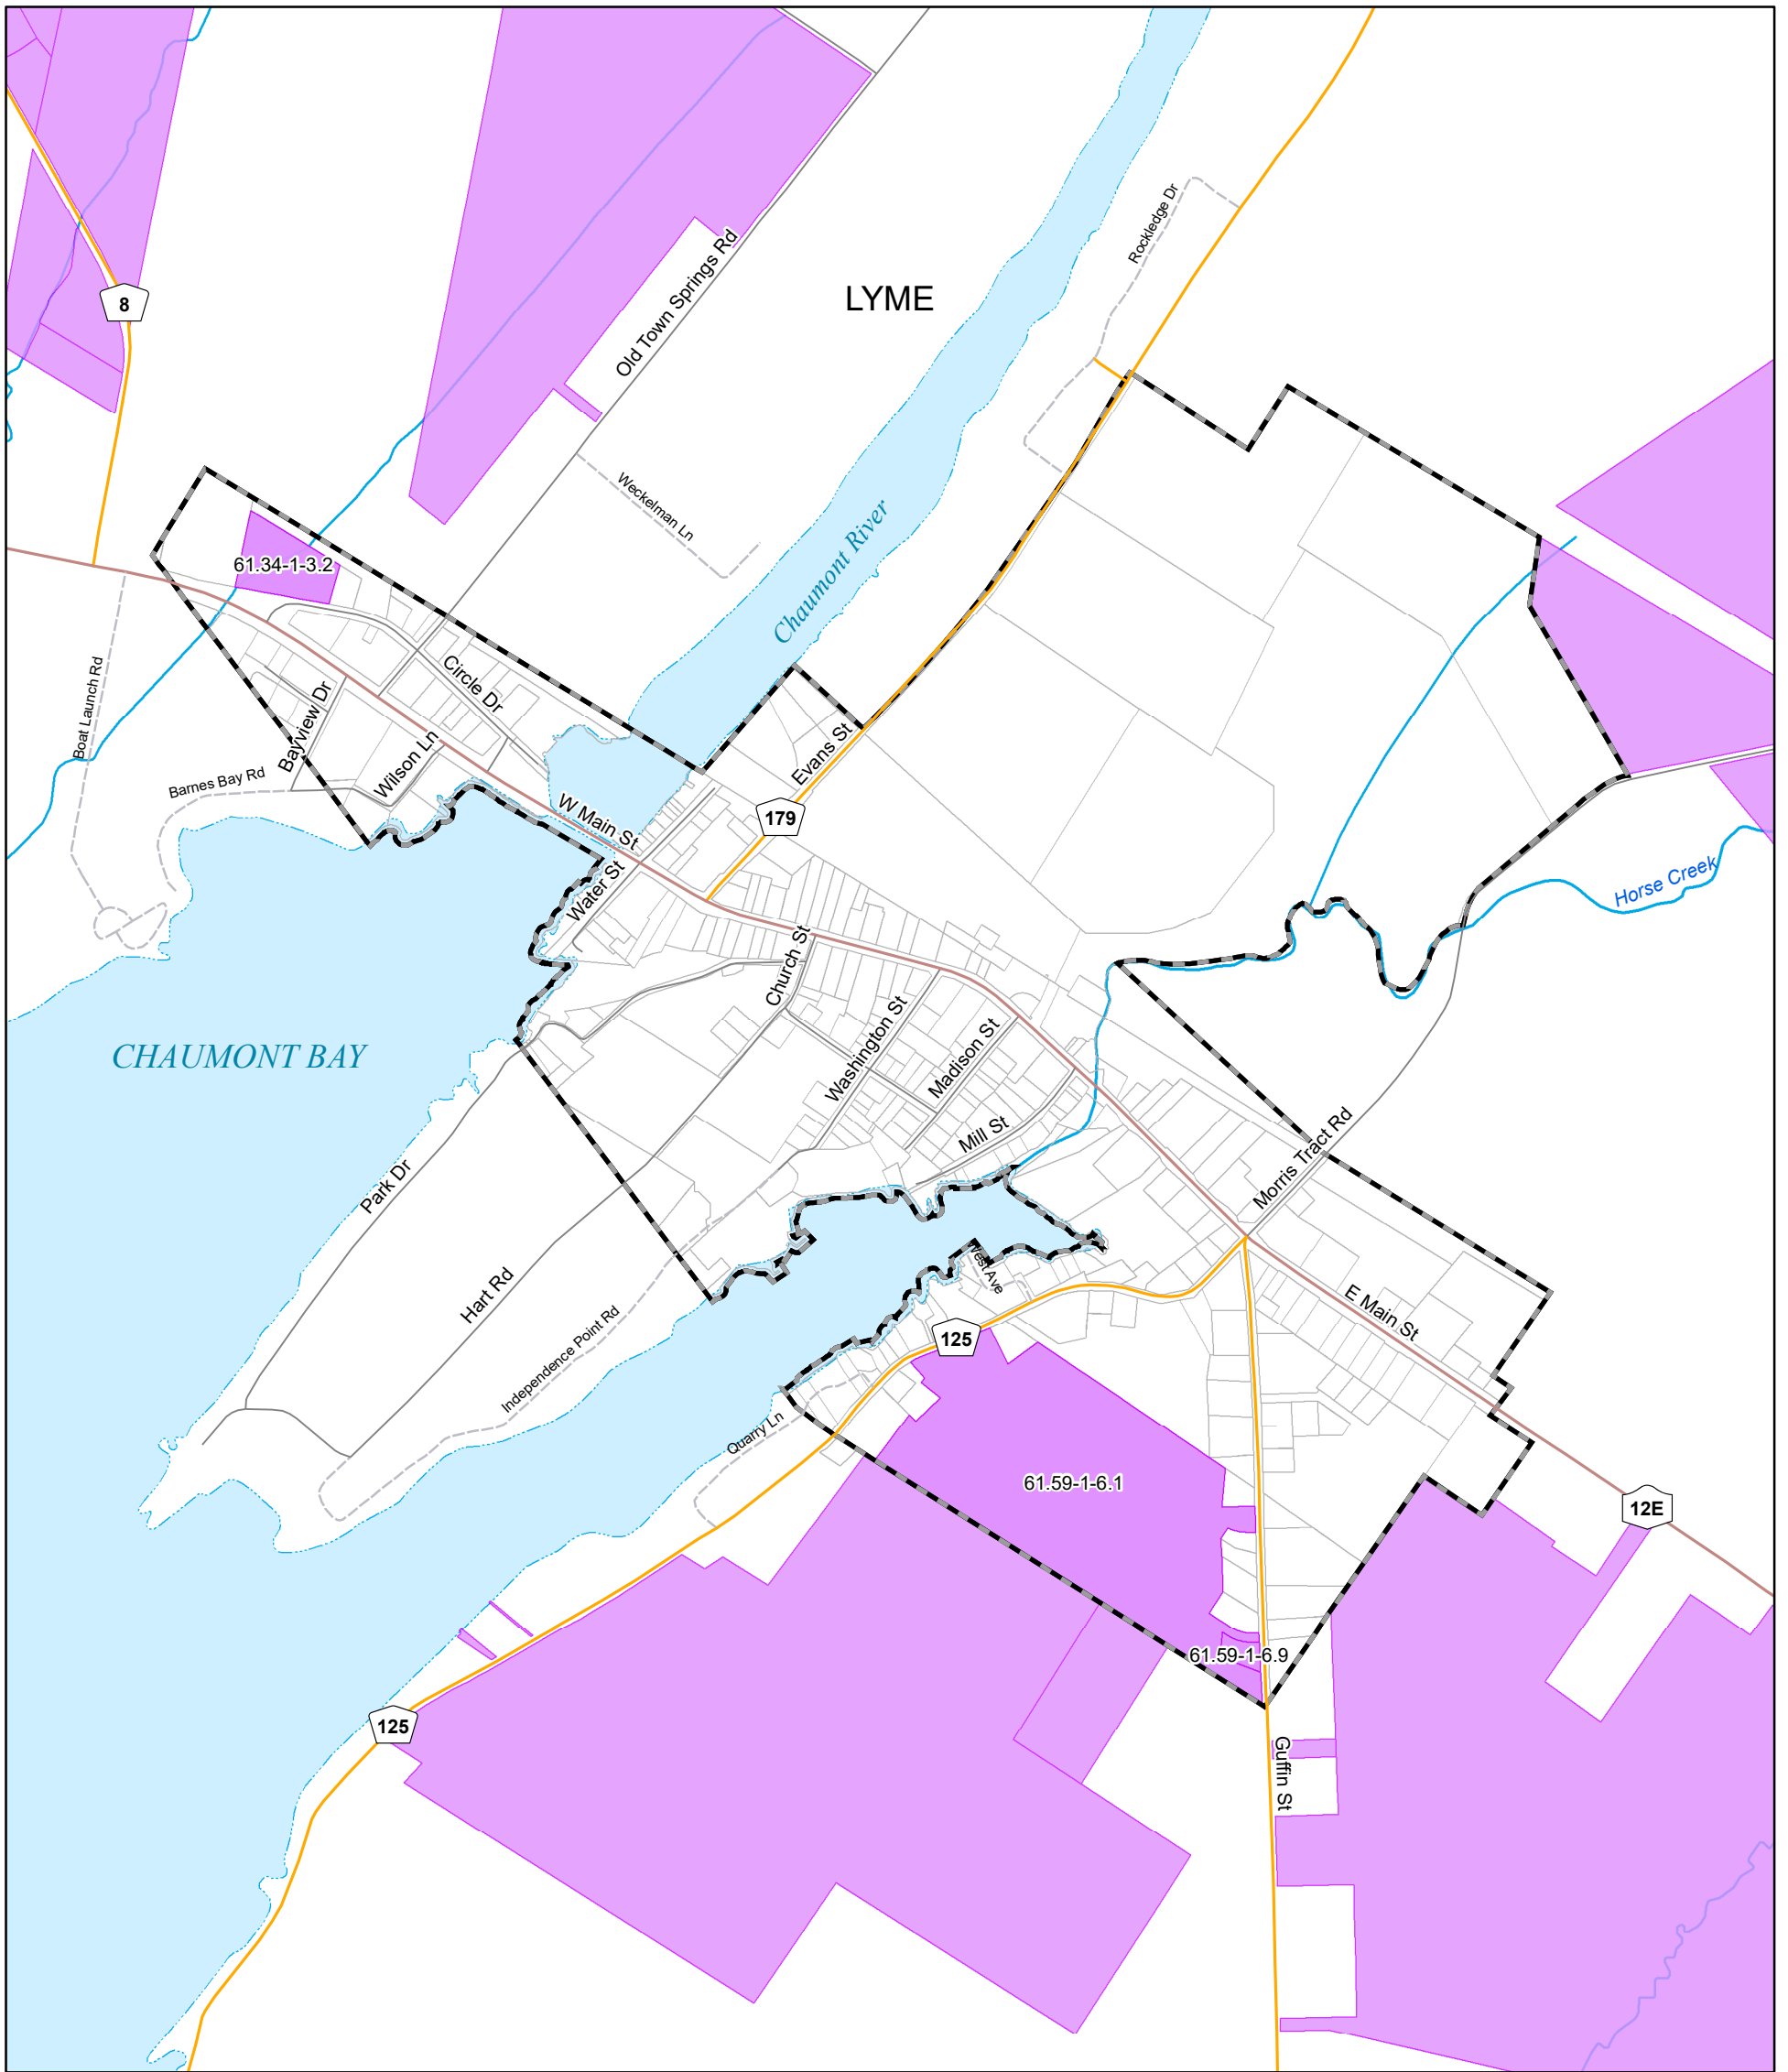 Rockledge Dr
8
LYME
Old Town Springs Rd
Weckelman Ln
Chaumont River
61.34-1-3.2
Circle Dr
Boat Launch Rd
Bayview Dr
Wilson Ln
Barnes Bay Rd
Evans St
179
W Main St
Water St
Horse Creek
Church St
CHAUMONT BAY
Washington St
Madison St
Mill St
Morris Tract Rd
Park Dr
Hart Rd
West Ave
E Main St
Independence Point Rd
125
Quarry Ln
61.59-1-6.1
12E
61.59-1-6.9
125
Guffin St